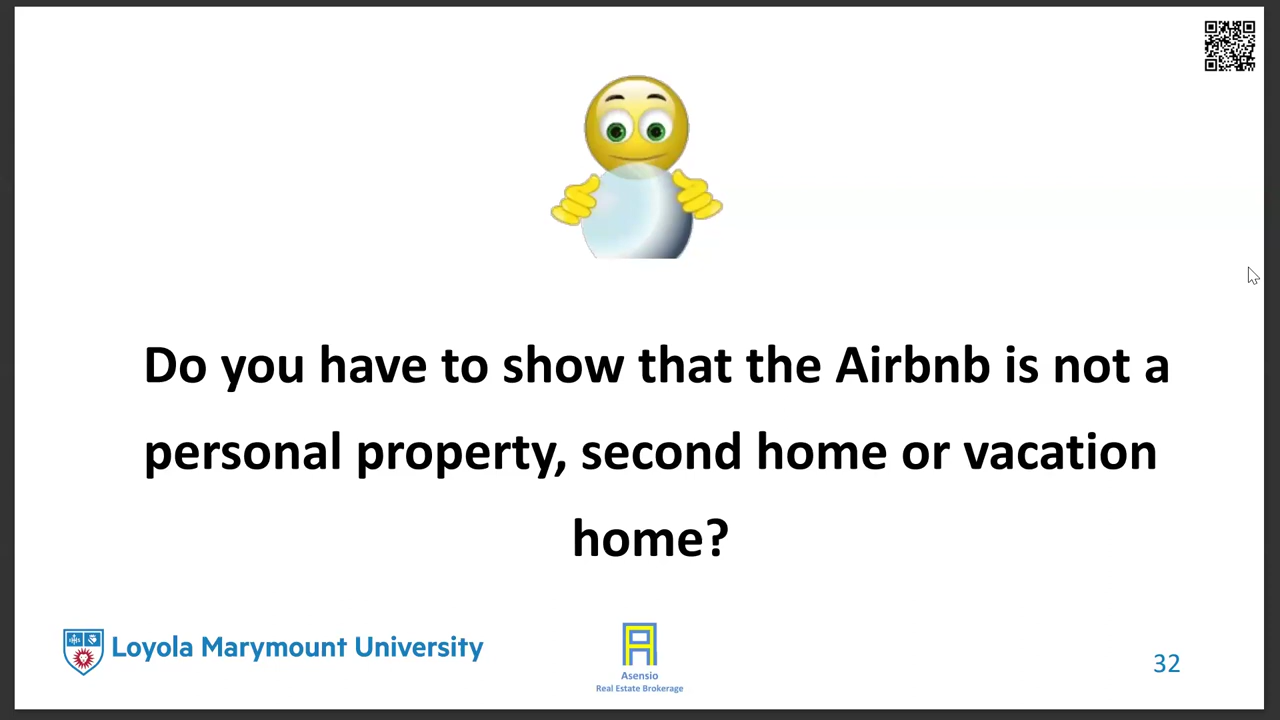 Do you have to show that the Airbnb is not a
personal property, second home or vacation
home?
Loyola Marymount University
Asensio
Real Estate Brokerage
32